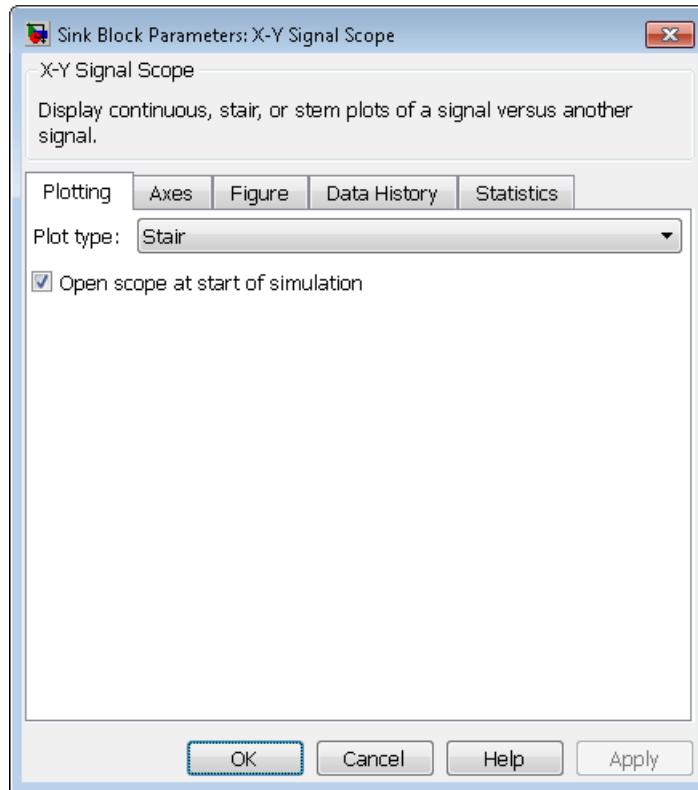 Sink Block Parameters: X-Y Signal Scope
X-Y Signal Scope
Display continuous, stair, or stem plots of a signal versus another
signal.
Plotting Axes Figure Data History Statistics
Plot type: Stair
Open scope at start of simulation
OK Cancel Help Apply